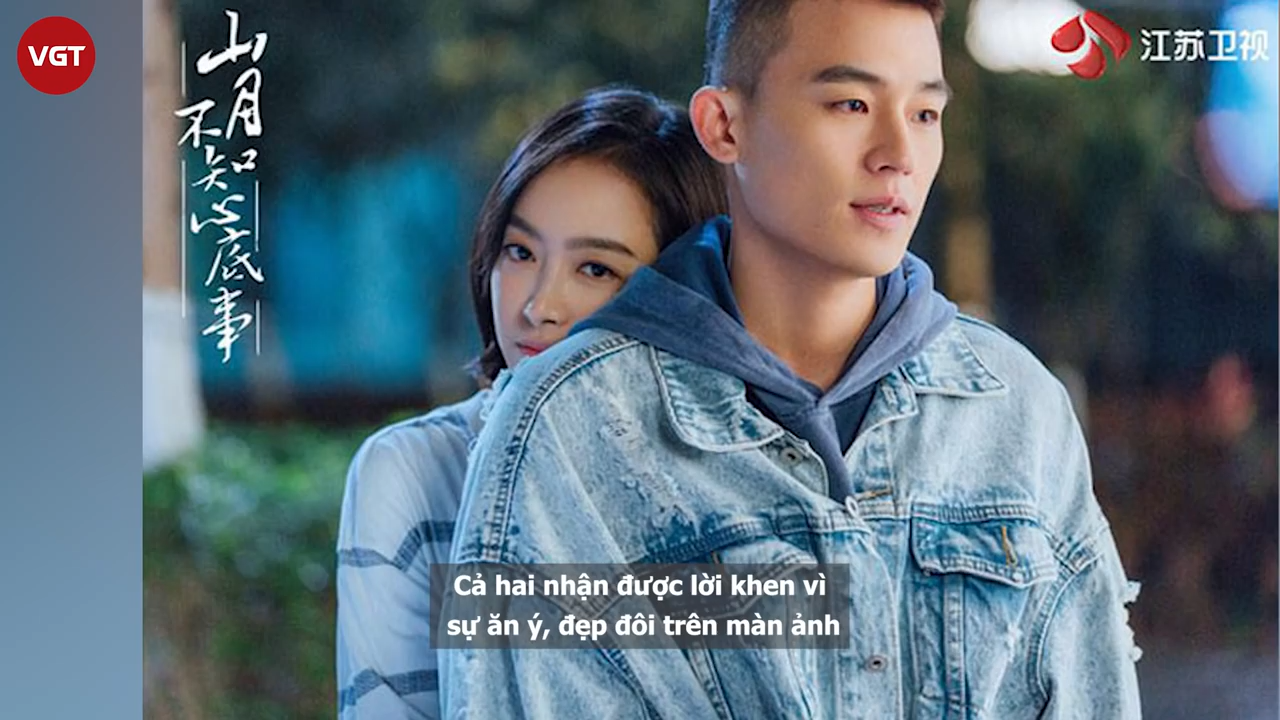 VGT
山月
不知
心底事
江苏卫视
Cả hai nhận được lời khen vì
sự ăn ý, đẹp đôi trên màn ảnh